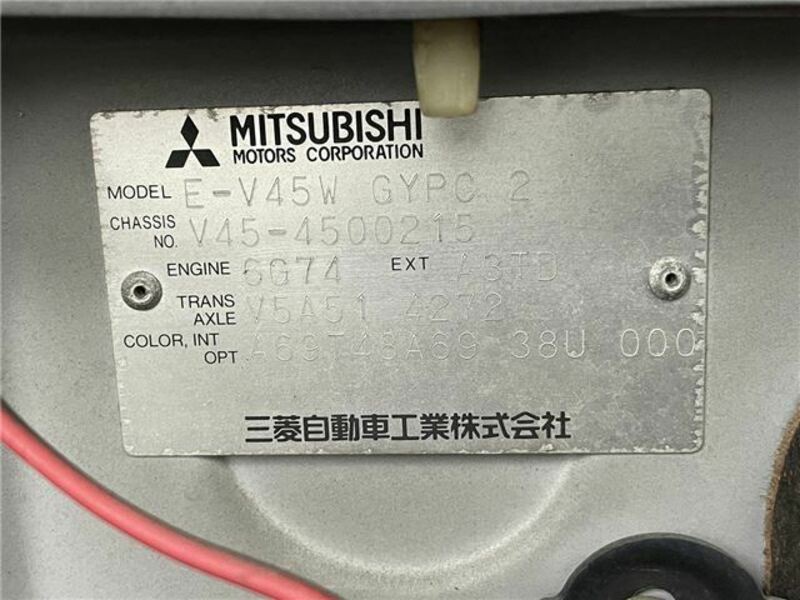 MITSUBISHI
MOTORS CORPORATION
MODEL E-V45W GYPC 2
CHASSIS NO. V45-4500215
ENGINE 6G74 EXT A3TD
TRANS AXLE V5A51 4272
COLOR, INT OPT A69T48A69 38U 000
三菱自動車工業株式会社